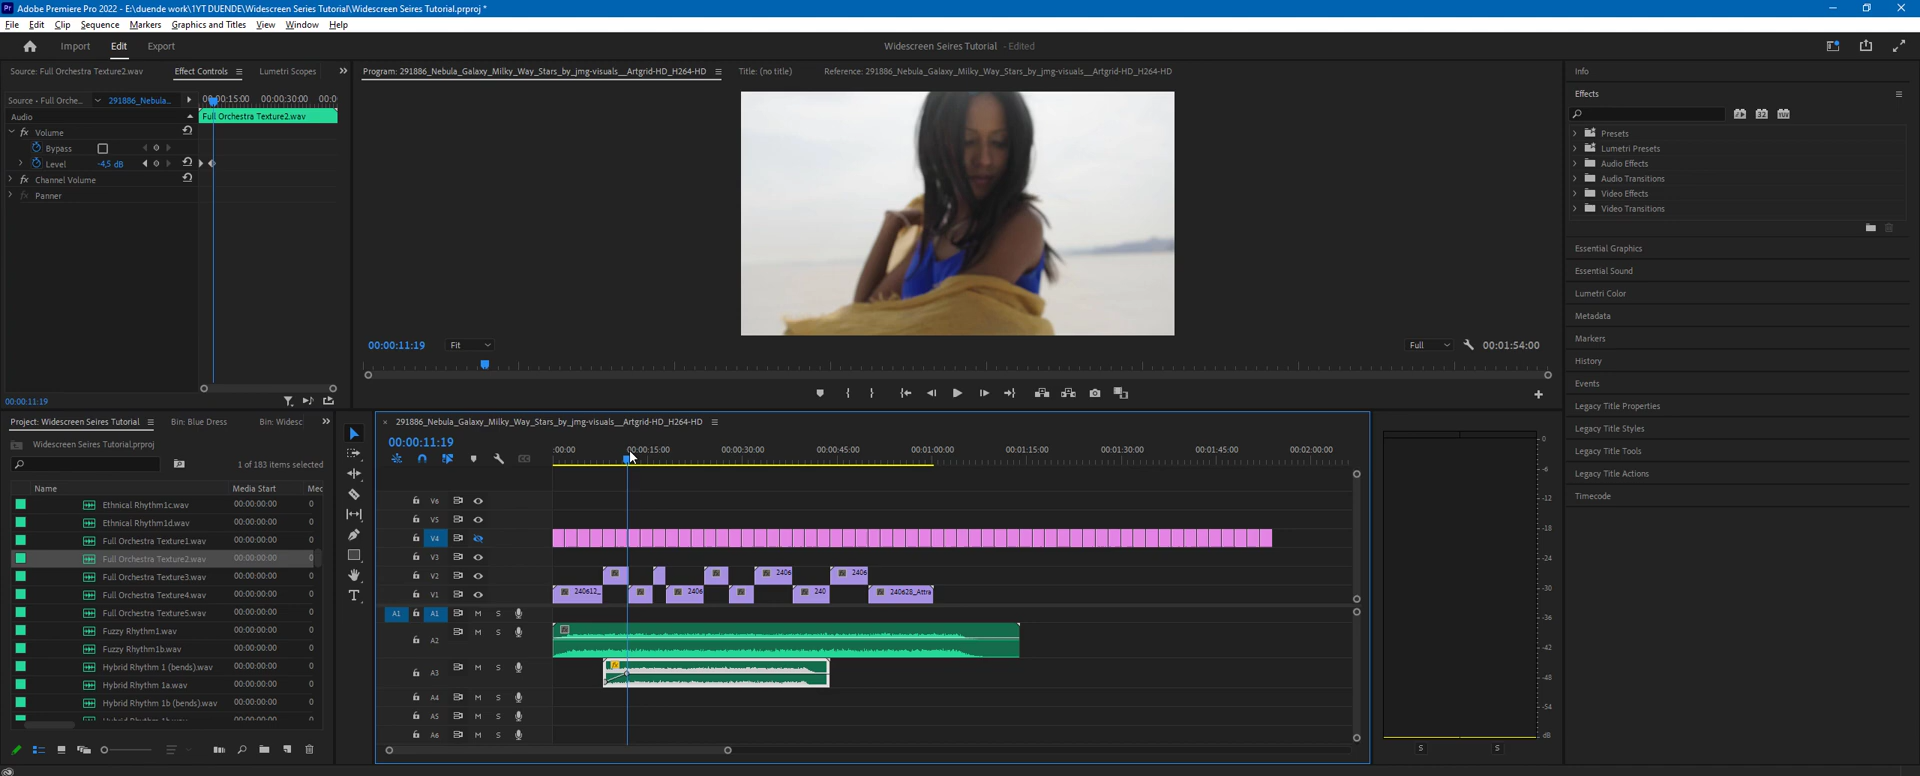 Adobe Premiere Pro 2022 - E:\duende work\1YT DUENDE\Widescreen Series Tutorial\Widescreen Seires Tutorial.prproj *
File Edit Clip Sequence Markers Graphics and Titles View Window Help
Import Edit Export
Widescreen Seires Tutorial - Edited
Source: Full Orchestra Texture2.wav Effect Controls Lumetri Scopes
Program: 291886_Nebula_Galaxy_Milky_Way_Stars_by_jmg-visuals__Artgrid-HD_H264-HD Title: (no title) Reference: 291886_Nebula_Galaxy_Milky_Way_Stars_by_jmg-visuals__Artgrid-HD_H264-HD
Source • Full Orche... 291886_Nebula... 00:00:15:00 00:00:30:00 00:0
Audio Full Orchestra Texture2.wav
fx Volume
Bypass
Level -4,5 dB
fx Channel Volume
fx Panner
00:00:11:19
00:00:11:19 Fit Full 00:01:54:00
Info
Effects
Presets
Lumetri Presets
Audio Effects
Audio Transitions
Video Effects
Video Transitions
Essential Graphics
Essential Sound
Lumetri Color
Metadata
Markers
History
Events
Legacy Title Properties
Legacy Title Styles
Legacy Title Tools
Legacy Title Actions
Timecode
Project: Widescreen Seires Tutorial Bin: Blue Dress Bin: Widesc
Widescreen Seires Tutorial.prproj
1 of 183 items selected
Name Media Start Mec
Ethnical Rhythm1c.wav 00:00:00:00 0
Ethnical Rhythm1d.wav 00:00:00:00 0
Full Orchestra Texture1.wav 00:00:00:00 0
Full Orchestra Texture2.wav 00:00:00:00 0
Full Orchestra Texture3.wav 00:00:00:00 0
Full Orchestra Texture4.wav 00:00:00:00 0
Full Orchestra Texture5.wav 00:00:00:00 0
Fuzzy Rhythm1.wav 00:00:00:00 0
Fuzzy Rhythm1b.wav 00:00:00:00 0
Hybrid Rhythm 1 (bends).wav 00:00:00:00 0
Hybrid Rhythm 1a.wav 00:00:00:00 0
Hybrid Rhythm 1b (bends).wav 00:00:00:00 0
291886_Nebula_Galaxy_Milky_Way_Stars_by_jmg-visuals__Artgrid-HD_H264-HD
00:00:11:19
:00:00 00:00:15:00 00:00:30:00 00:00:45:00 00:01:00:00 00:01:15:00 00:01:30:00 00:01:45:00 00:02:00:00
V6
V5
V4
V3
V2 2406 2406
V1 240612_ 2406 240 240628_Attra
A1 A1 M S
A2 M S
A3 M S
A4 M S
A5 M S
A6 M S
0
-6
-12
-18
-24
-30
-36
-42
-48
-54
dB
S S